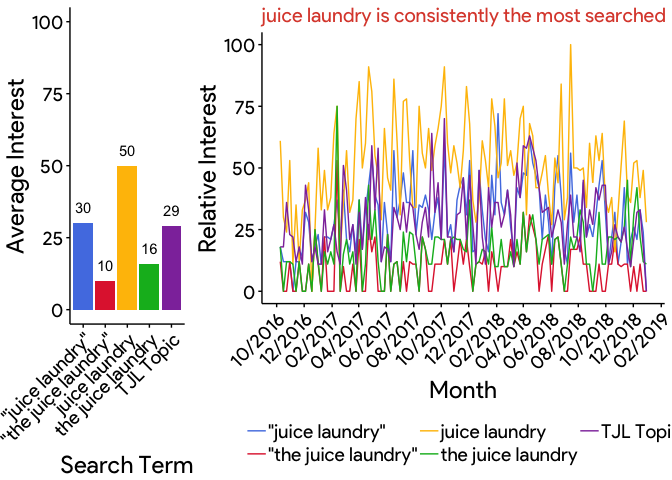 juice laundry is consistently the most searched
Average Interest
100
75
50
25
0
30
10
50
16
29
"juice laundry"
"the juice laundry"
juice laundry
the juice laundry
TJL Topic
Search Term
Relative Interest
100
75
50
25
0
10/2016
12/2016
02/2017
04/2017
06/2017
08/2017
10/2017
12/2017
02/2018
04/2018
06/2018
08/2018
10/2018
12/2018
02/2019
Month
"juice laundry"
juice laundry
TJL Topi
"the juice laundry"
the juice laundry